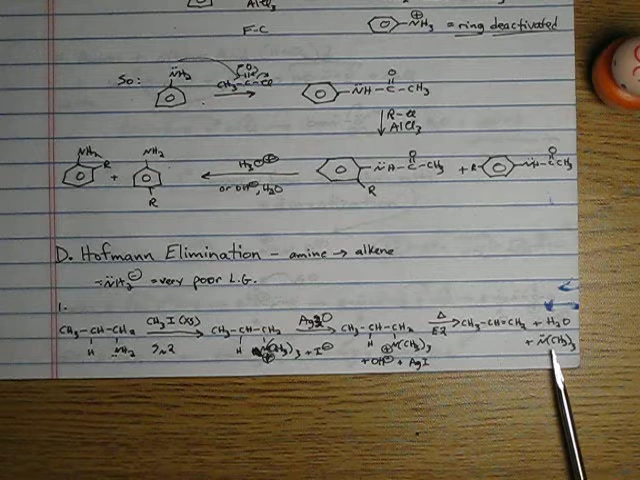 AlCl3
F-C
⊕NH3 = ring deactivated
So: :NH2 CH3-C-Cl :NH-C-CH3
O
R-Cl
AlCl3
NH2 R + NH2 R H3O⊕ or OH⊖, H2O :NH-C-CH3 R + R :NH-CCH3
D. Hofmann Elimination - amine → alkene
:NH2⊖ = very poor L.G.
1.
CH3-CH-CH2 CH3I (XS) CH3-CH-CH2 Ag2O CH3-CH-CH2 Δ CH3-CH=CH2 + H2O
H :NH2 SN2 H ⊕N(CH3)3 + I⊖ H ⊕N(CH3)3 E2 + :N(CH3)3
+ OH⊖ + AgI